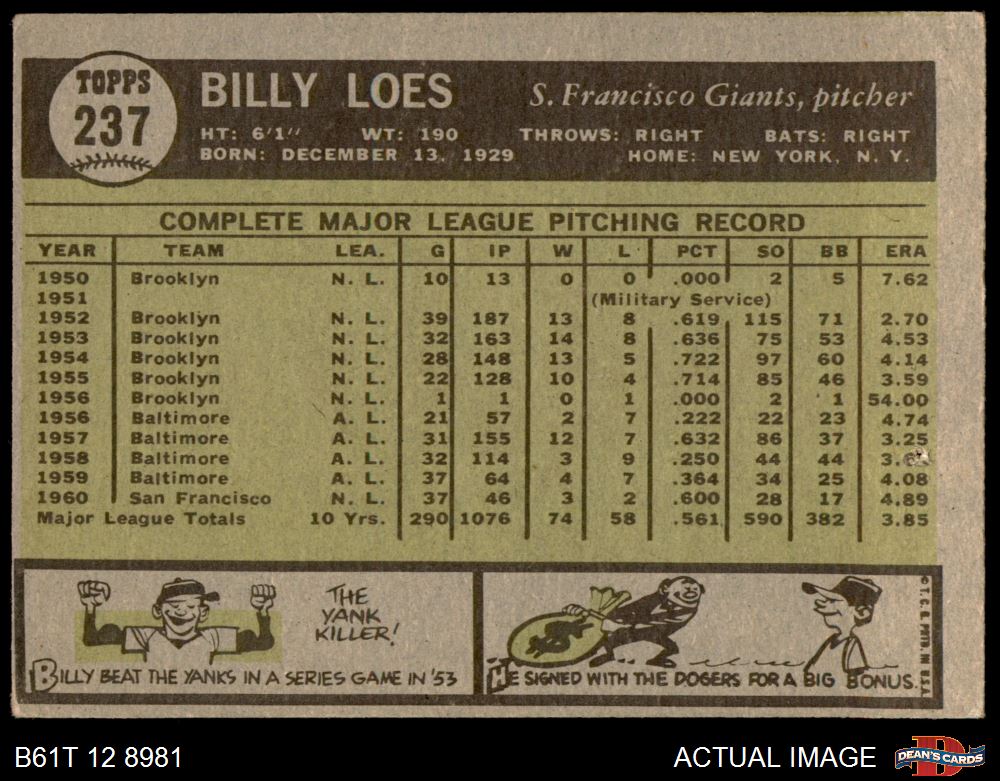 TOPPS
237
BILLY LOES
S. Francisco Giants, pitcher
HT: 6'1" WT: 190 THROWS: RIGHT BATS: RIGHT
BORN: DECEMBER 13, 1929 HOME: NEW YORK, N. Y.
COMPLETE MAJOR LEAGUE PITCHING RECORD
YEAR TEAM LEA. G IP W L PCT SO BB ERA
1950 Brooklyn N. L. 10 13 0 0 .000 2 5 7.62
1951 (Military Service)
1952 Brooklyn N. L. 39 187 13 8 .619 115 71 2.70
1953 Brooklyn N. L. 32 163 14 8 .636 75 53 4.53
1954 Brooklyn N. L. 28 148 13 5 .722 97 60 4.14
1955 Brooklyn N. L. 22 128 10 4 .714 85 46 3.59
1956 Brooklyn N. L. 1 1 0 1 .000 2 1 54.00
1956 Baltimore A. L. 21 57 2 7 .222 22 23 4.74
1957 Baltimore A. L. 31 155 12 7 .632 86 37 3.25
1958 Baltimore A. L. 32 114 3 9 .250 44 44
1959 Baltimore A. L. 37 64 4 7 .364 34 25 4.08
1960 San Francisco N. L. 37 46 3 2 .600 28 17 4.89
Major League Totals 10 Yrs. 290 1076 74 58 .561 590 382 3.85
THE
YANK
KILLER!
BILLY BEAT THE YANKS IN A SERIES GAME IN '53
$
HE SIGNED WITH THE DOGERS FOR A BIG BONUS.
© T. C. G. PRTD. IN U.S.A.
B61T 12 8981
ACTUAL IMAGE
D
DEAN'S CARDS